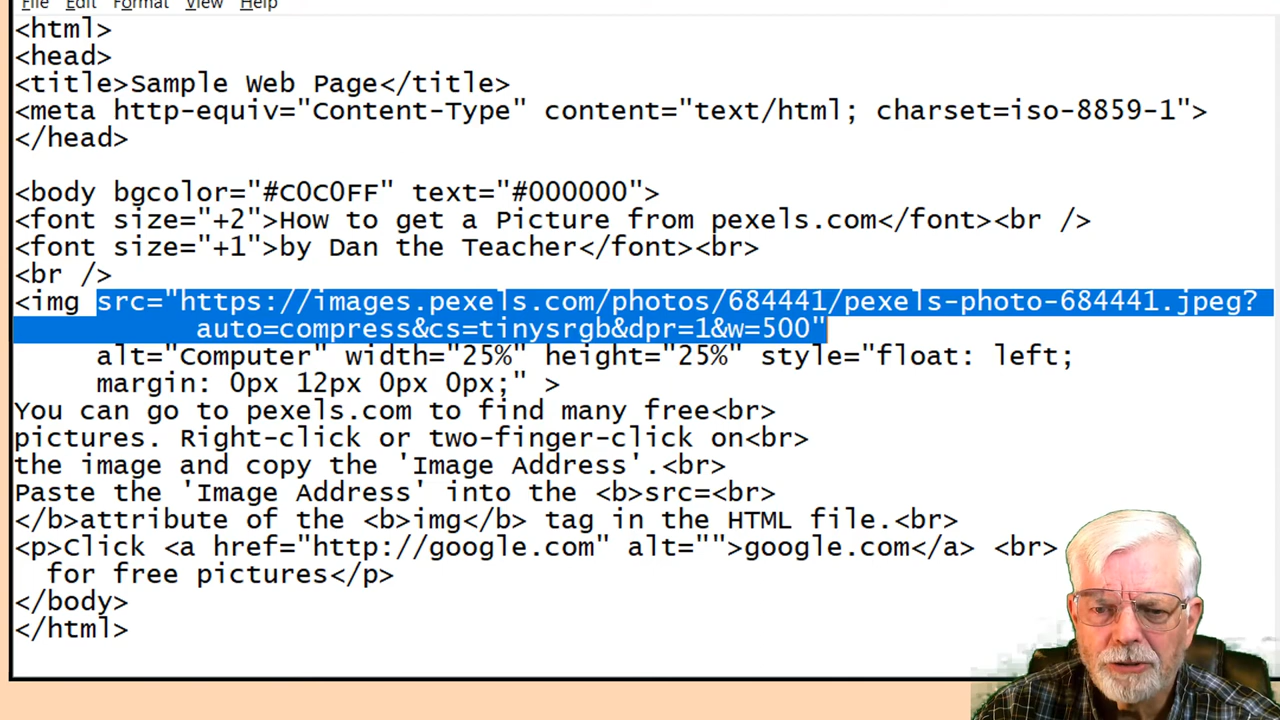 File Edit Format View Help
<html>
<head>
<title>Sample Web Page</title>
<meta http-equiv="Content-Type" content="text/html; charset=iso-8859-1">
</head>
<body bgcolor="#C0C0FF" text="#000000">
<font size="+2">How to get a Picture from pexels.com</font><br />
<font size="+1">by Dan the Teacher</font><br>
<br />
<img src="https://images.pexels.com/photos/684441/pexels-photo-684441.jpeg?
auto=compress&cs=tinysrgb&dpr=1&w=500"
alt="Computer" width="25%" height="25%" style="float: left;
margin: 0px 12px 0px 0px;" >
You can go to pexels.com to find many free<br>
pictures. Right-click or two-finger-click on<br>
the image and copy the 'Image Address'.<br>
Paste the 'Image Address' into the <b>src=<br>
</b>attribute of the <b>img</b> tag in the HTML file.<br>
<p>Click <a href="http://google.com" alt="">google.com</a> <br>
for free pictures</p>
</body>
</html>